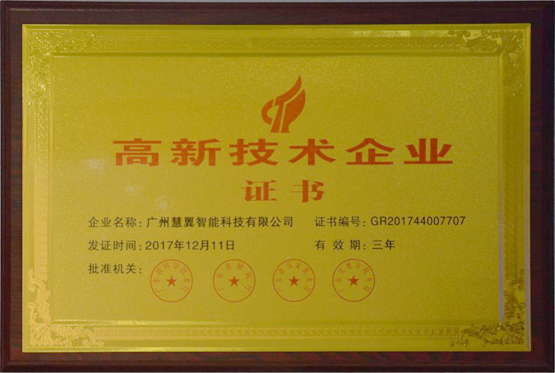 高新技术企业
证书
企业名称: 广州慧翼智能科技有限公司 证书编号: GR201744007707
发证时间: 2017年12月11日 有 效 期: 三年
批准机关: